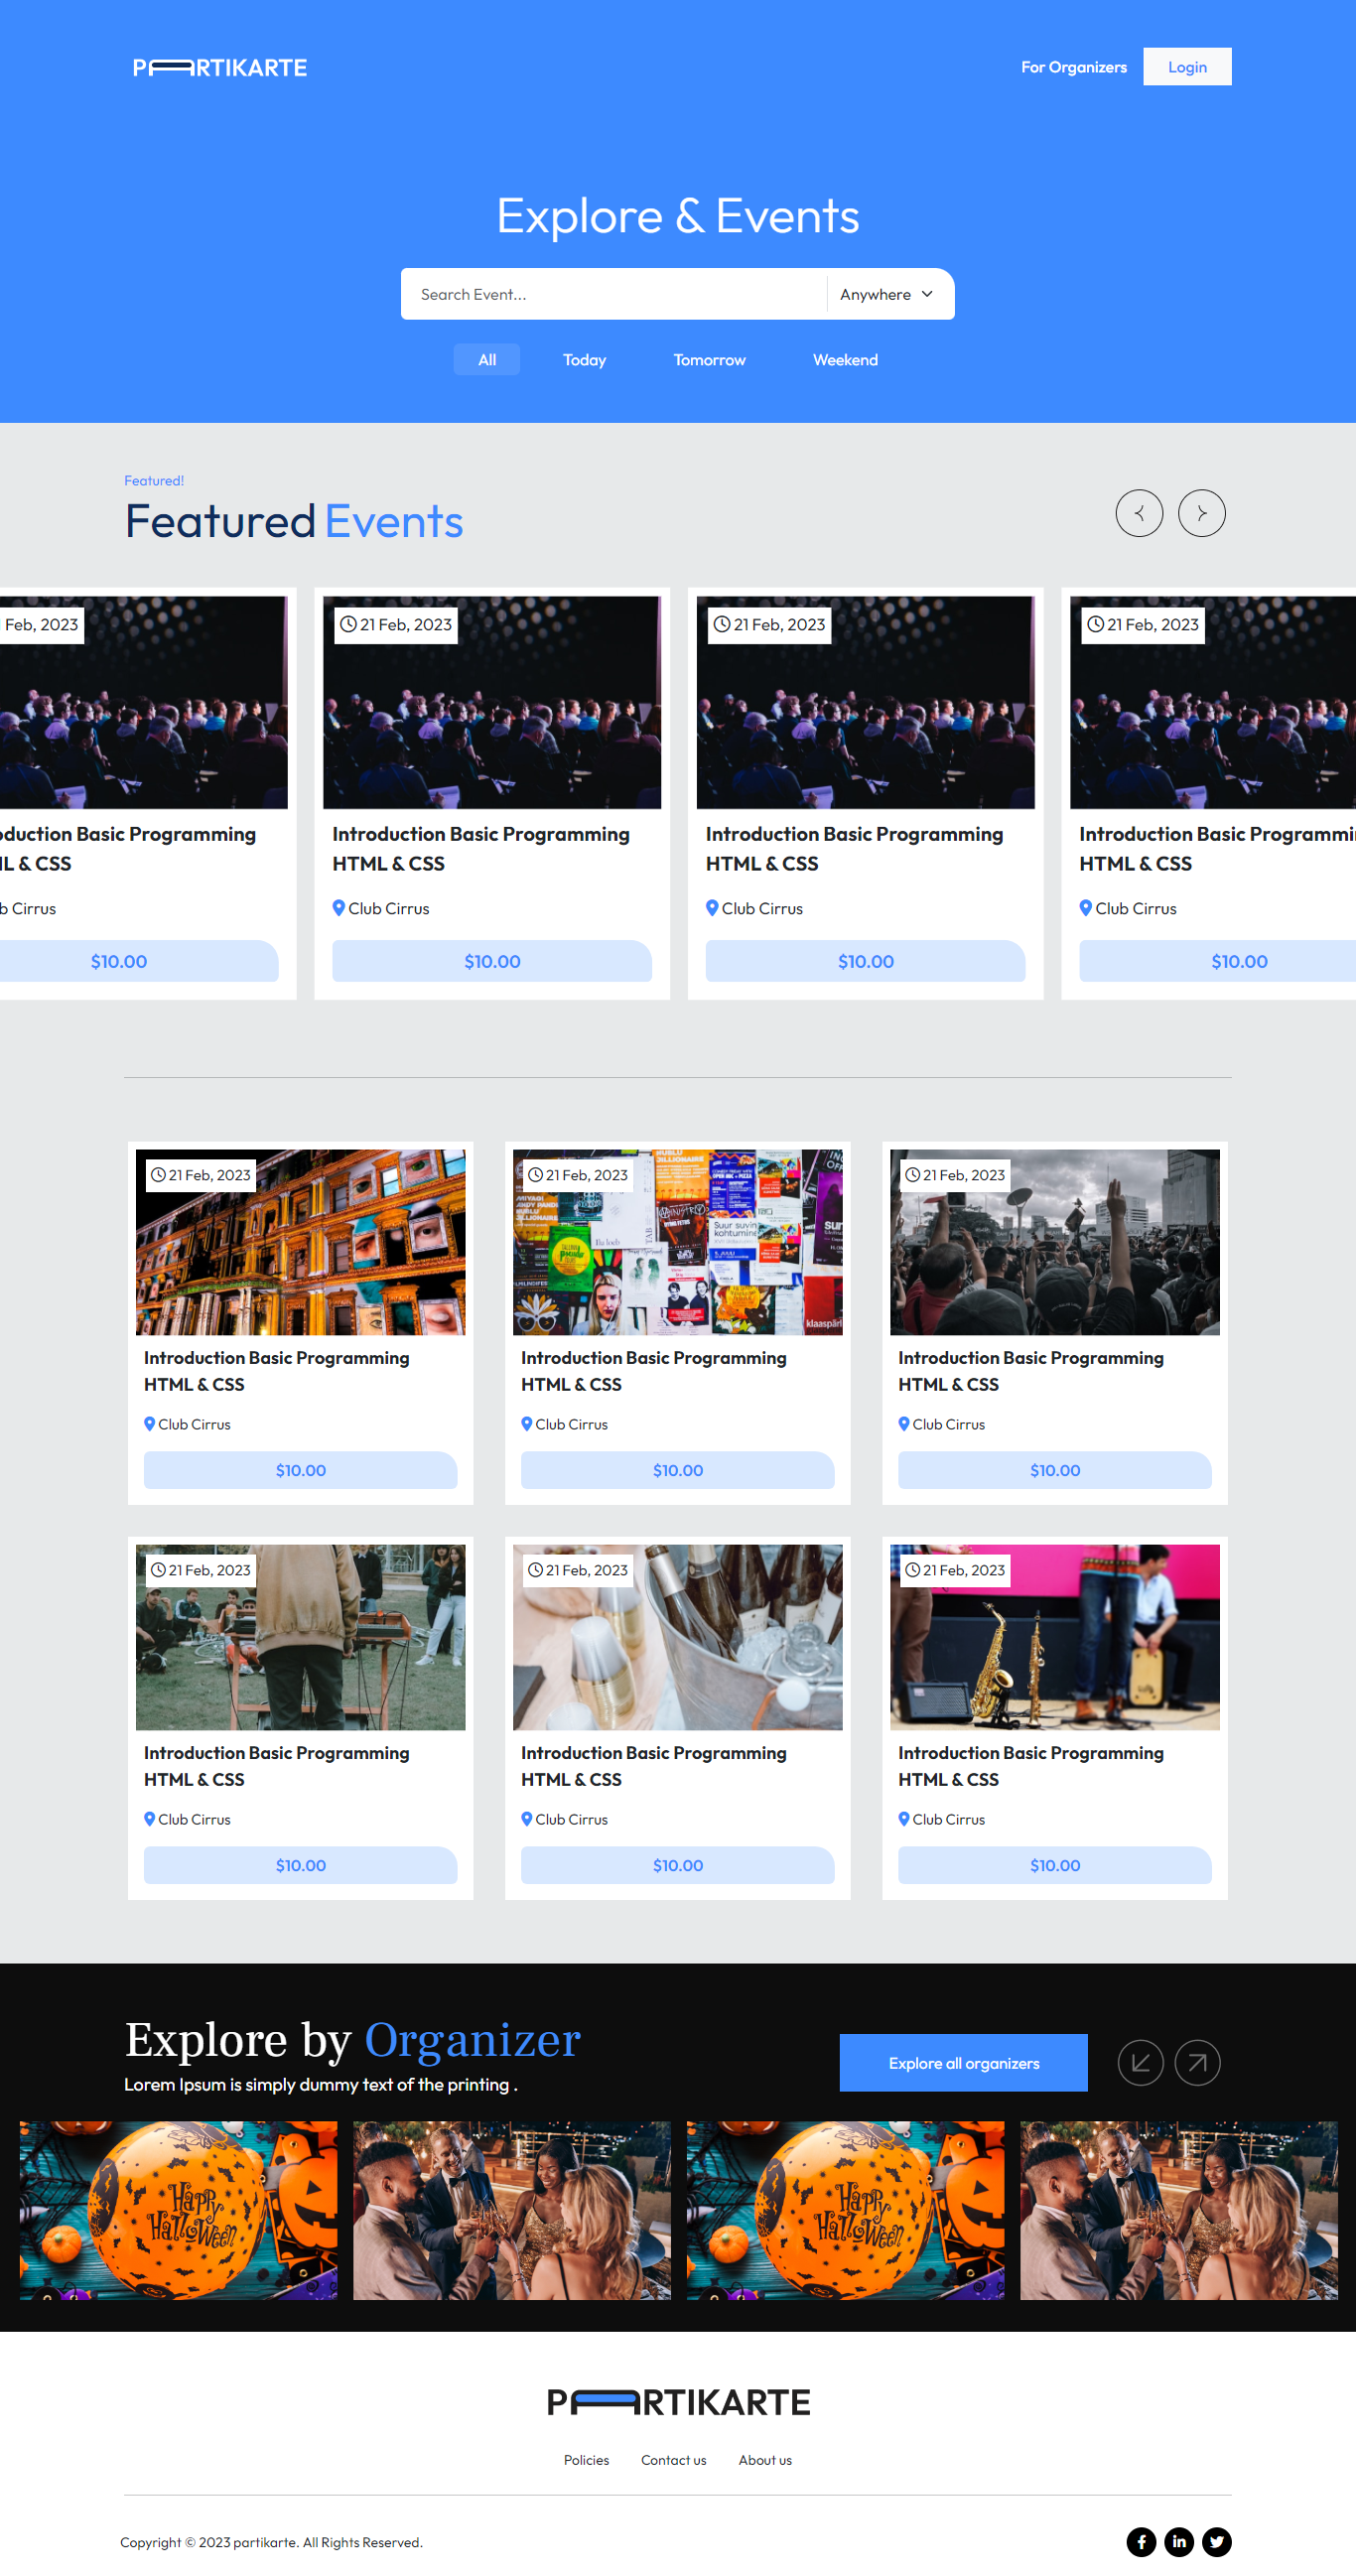 PARTIKARTE
For Organizers
Login
Explore & Events
Search Event...
Anywhere
All
Today
Tomorrow
Weekend
Featured!
Featured Events
Feb, 2023
21 Feb, 2023
21 Feb, 2023
21 Feb, 2023
duction Basic Programming
L & CSS
Cirrus
$10.00
Introduction Basic Programming
HTML & CSS
Club Cirrus
$10.00
Introduction Basic Programming
HTML & CSS
Club Cirrus
$10.00
Introduction Basic Programmi
HTML & CSS
Club Cirrus
$10.00
21 Feb, 2023
Introduction Basic Programming
HTML & CSS
Club Cirrus
$10.00
21 Feb, 2023
Suur suvin
kohtumine
klaaspärl
Introduction Basic Programming
HTML & CSS
Club Cirrus
$10.00
21 Feb, 2023
Introduction Basic Programming
HTML & CSS
Club Cirrus
$10.00
21 Feb, 2023
Introduction Basic Programming
HTML & CSS
Club Cirrus
$10.00
21 Feb, 2023
Introduction Basic Programming
HTML & CSS
Club Cirrus
$10.00
21 Feb, 2023
Introduction Basic Programming
HTML & CSS
Club Cirrus
$10.00
Explore by Organizer
Lorem Ipsum is simply dummy text of the printing .
Explore all organizers
Happy
Halloween
Happy
Halloween
PARTIKARTE
Policies
Contact us
About us
Copyright © 2023 partikarte. All Rights Reserved.